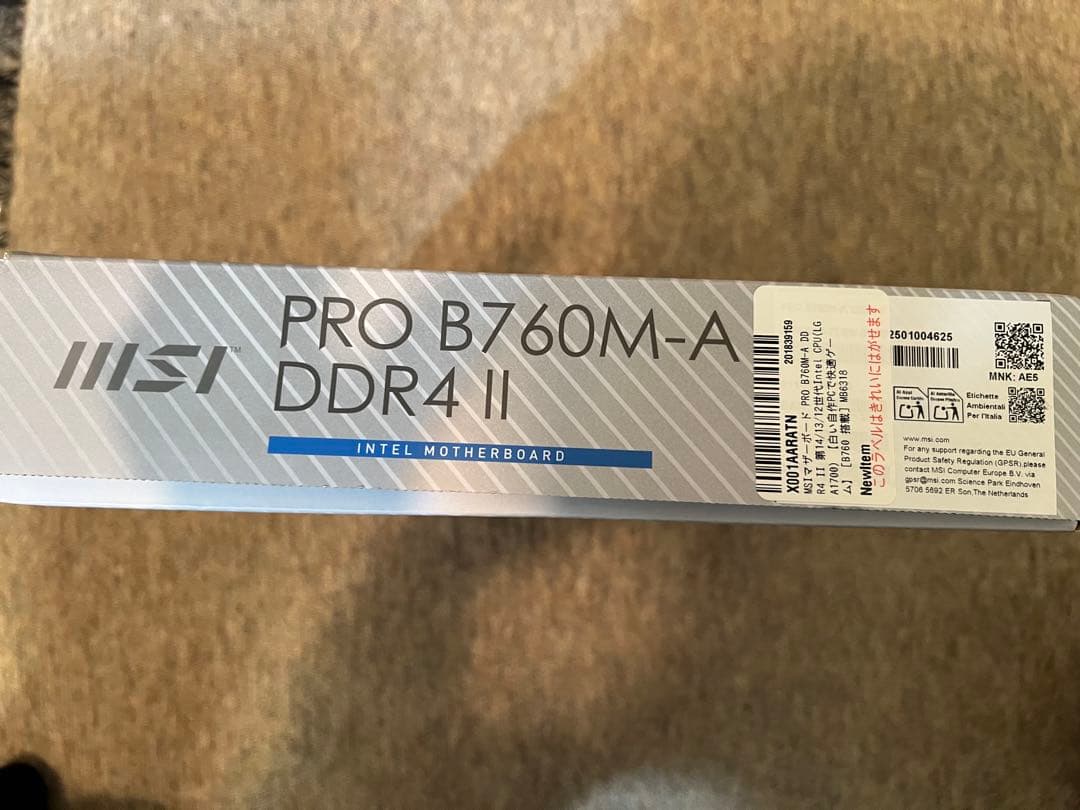 msi™
PRO B760M-A
DDR4 II
INTEL MOTHERBOARD
X001AARATN
201839159
MSIマザーボード PRO B760M-A DD
R4 II 第14/13/12世代Intel CPU(LG
A1700) 【白い自作PCで快適ゲー
ム】 [B760 搭載] MB6318
NewItem
このラベルはきれいにはがせます
2501004625
MNK: AE5
Etichette
Ambientali
Per l'Italia
www.msi.com
For any support regarding the EU General
Product Safety Regulation (GPSR),please
contact MSI Computer Europe B.V. via
gpsr@msi.com Science Park Eindhoven
5706 5692 ER Son,The Netherlands